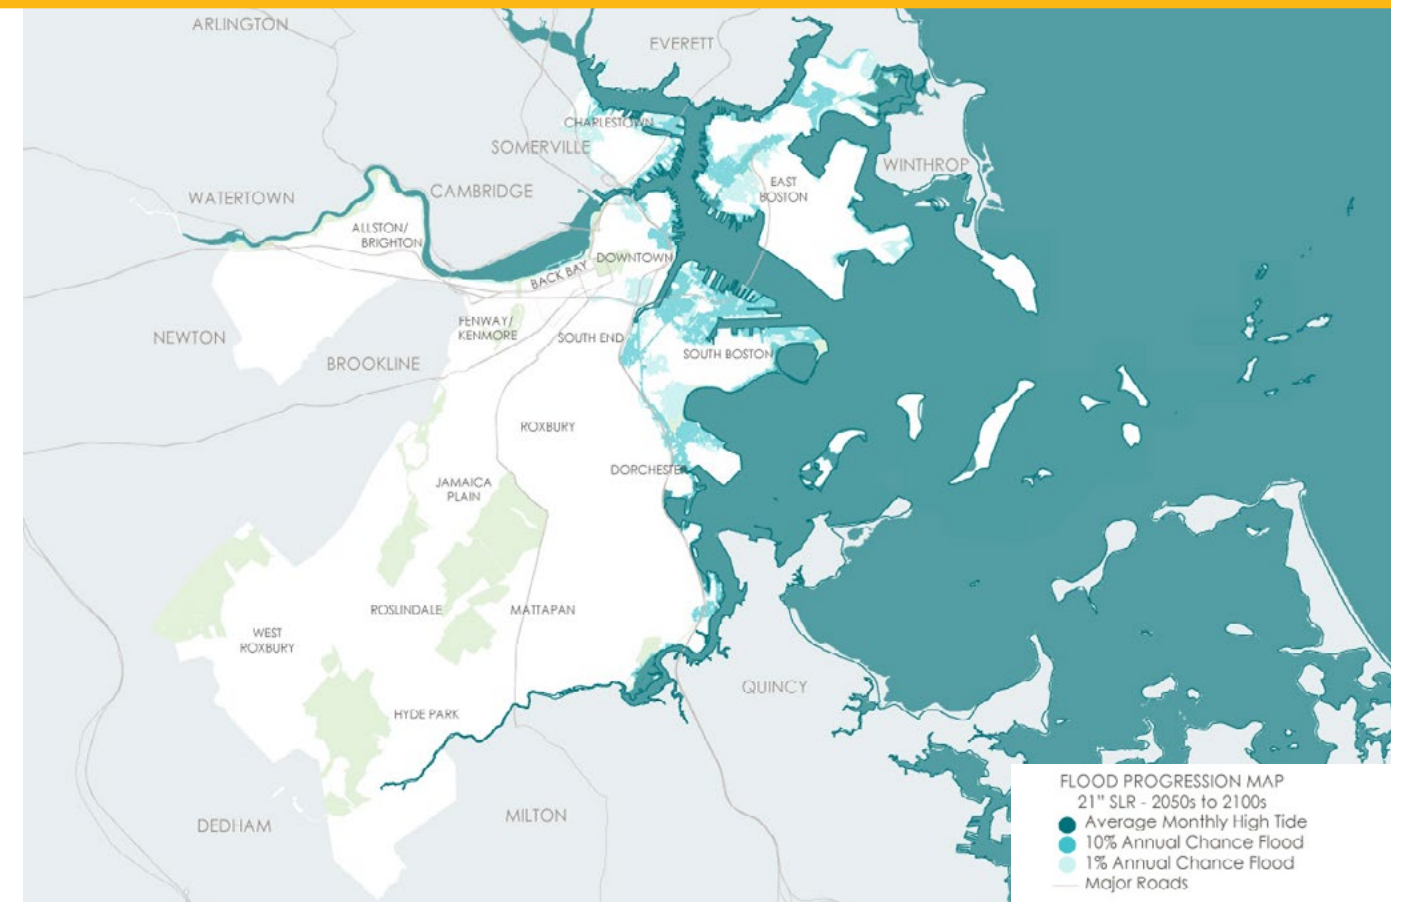 ARLINGTON
EVERETT
CHARLESTOWN
SOMERVILLE
WINTHROP
CAMBRIDGE
WATERTOWN
EAST
BOSTON
ALLSTON/
BRIGHTON
DOWNTOWN
BACK BAY
FENWAY/
KENMORE
SOUTH END
NEWTON
SOUTH BOSTON
BROOKLINE
ROXBURY
DORCHESTE
JAMAICA
PLAIN
ROSLINDALE
MATTAPAN
WEST
ROXBURY
QUINCY
HYDE PARK
MILTON
DEDHAM
FLOOD PROGRESSION MAP
21" SLR - 2050s to 2100s
Average Monthly High Tide
10% Annual Chance Flood
1% Annual Chance Flood
Major Roads